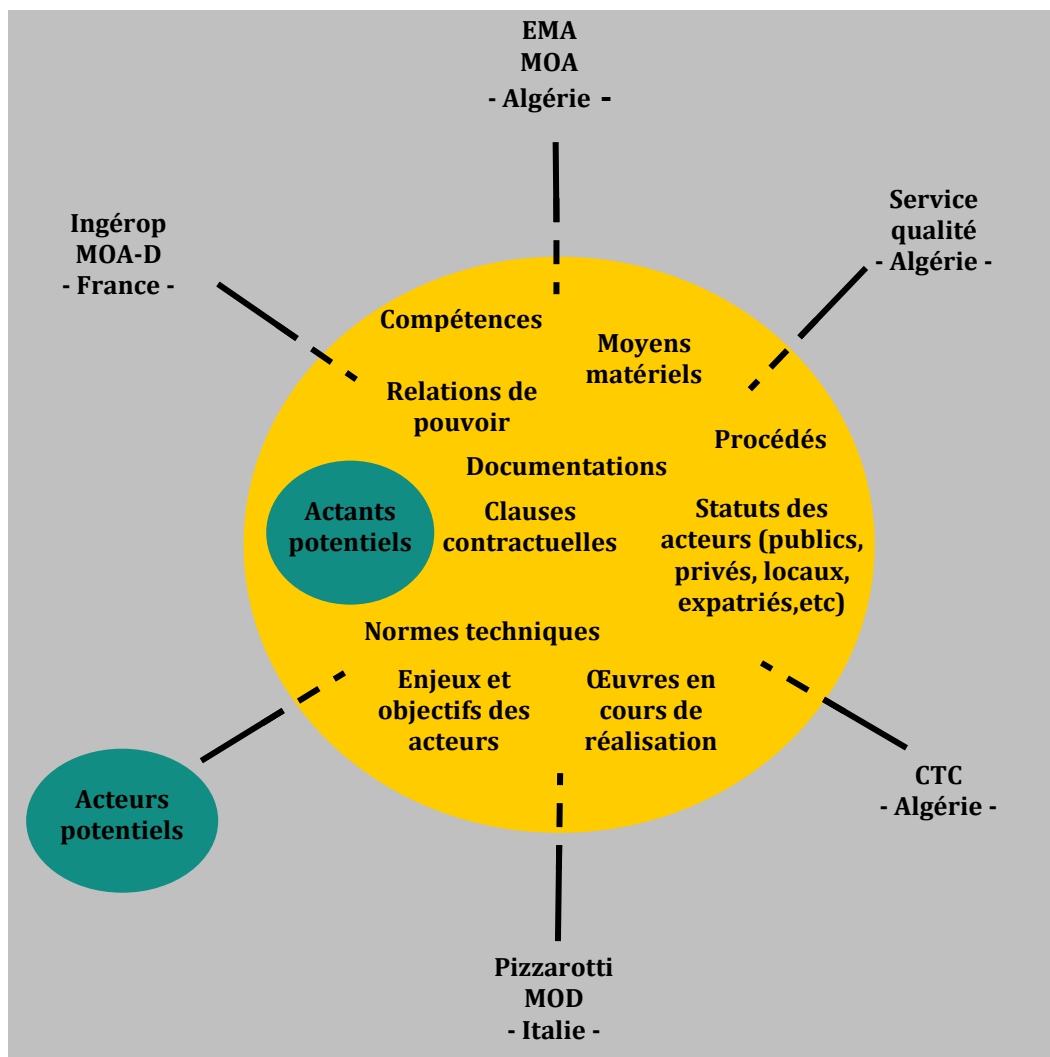 EMA
MOA
- Algérie -
Ingérop
MOA-D
- France -
Service
qualité
- Algérie -
Compétences
Moyens
matériels
Relations de
pouvoir
Procédés
Documentations
Actants
potentiels
Clauses
contractuelles
Statuts des
acteurs (publics,
privés, locaux,
expatriés,etc)
Normes techniques
Enjeux et
objectifs des
acteurs
Œuvres en
cours de
réalisation
Acteurs
potentiels
CTC
- Algérie -
Pizzarotti
MOD
- Italie -